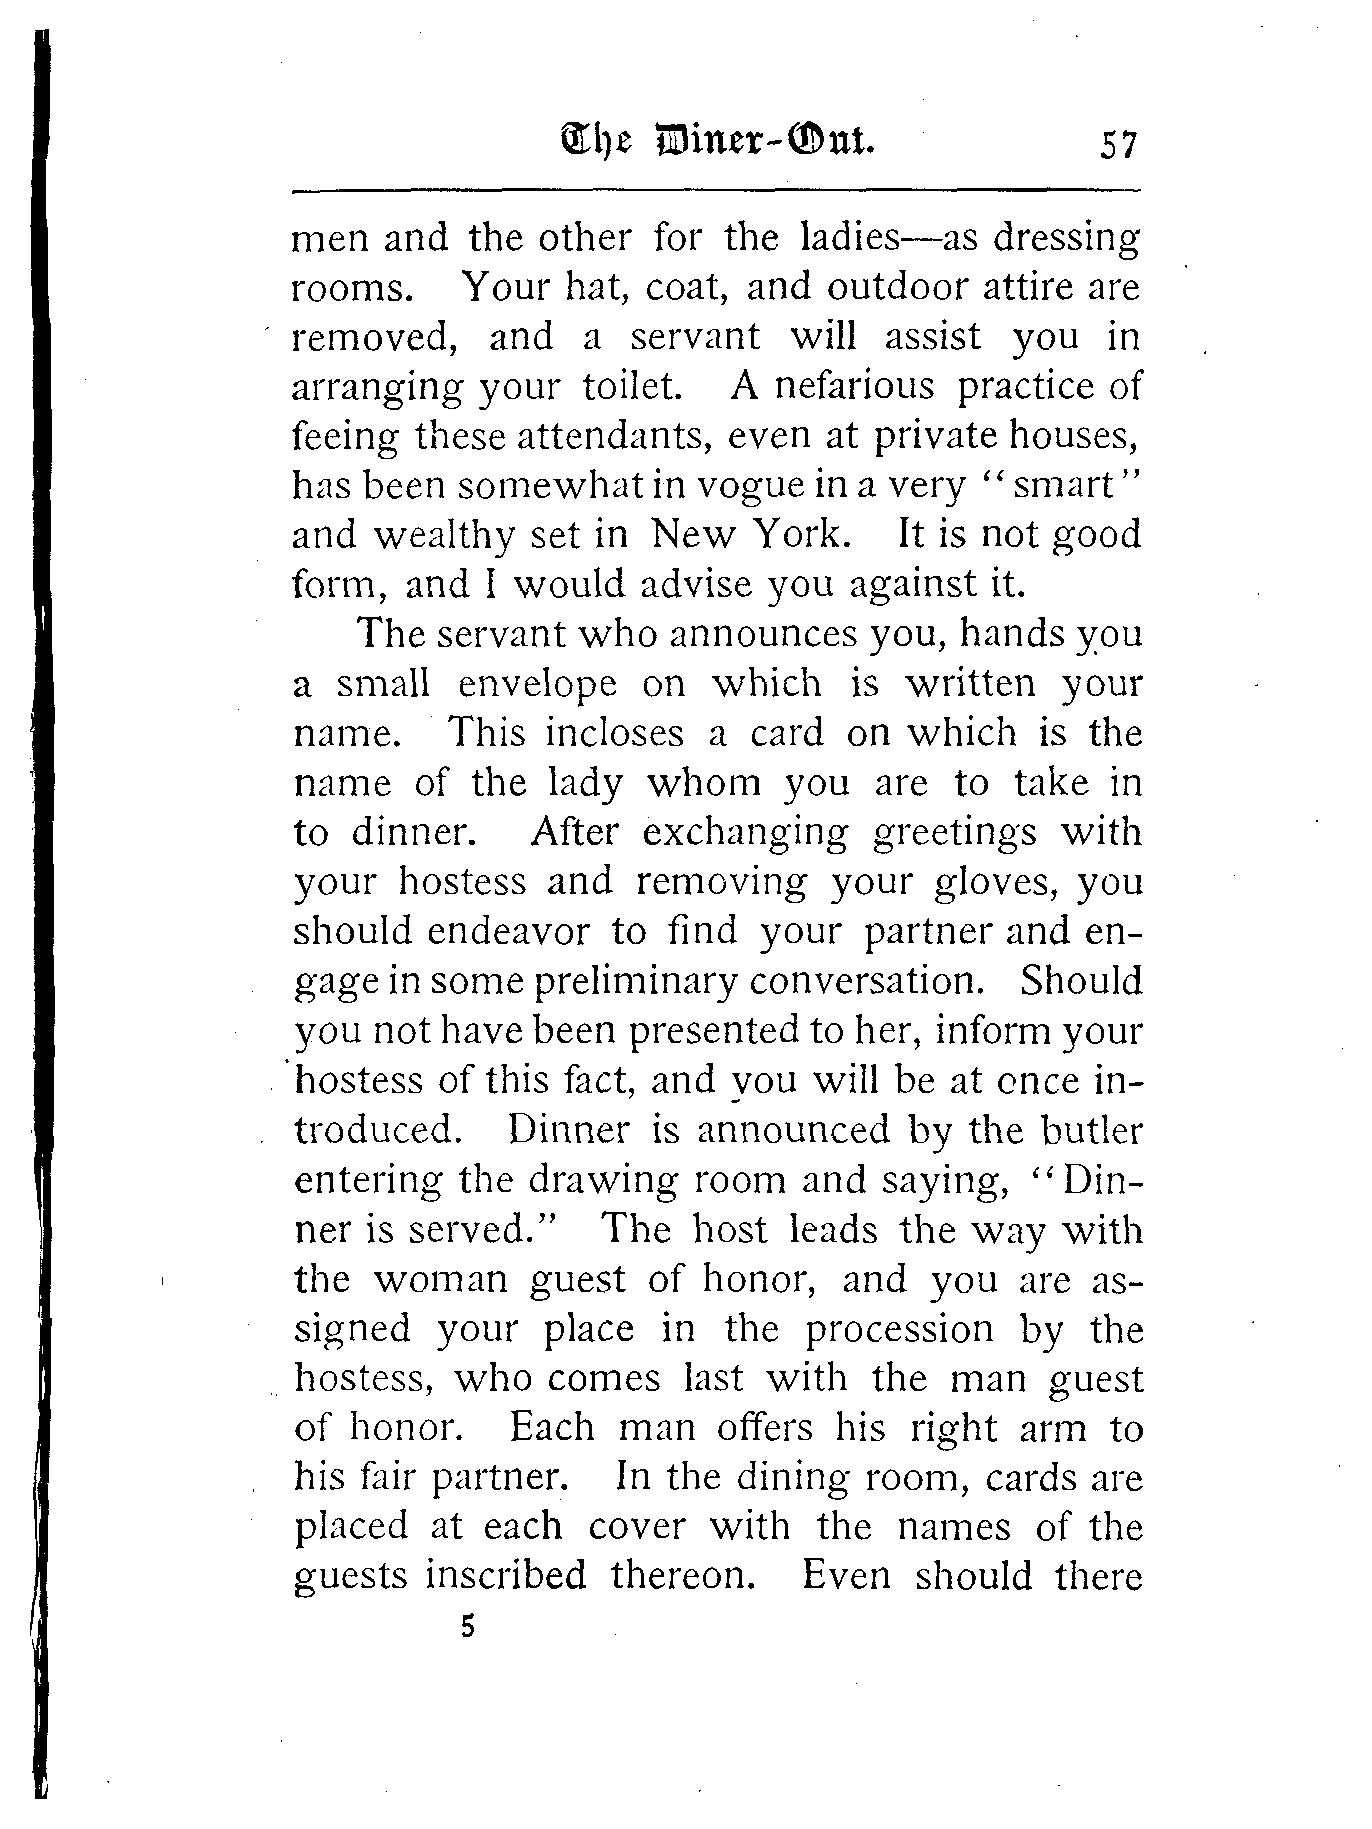 The Diner-Out. 57
men and the other for the ladies—as dressing
rooms. Your hat, coat, and outdoor attire are
removed, and a servant will assist you in
arranging your toilet. A nefarious practice of
feeing these attendants, even at private houses,
has been somewhat in vogue in a very “smart”
and wealthy set in New York. It is not good
form, and I would advise you against it.
The servant who announces you, hands you
a small envelope on which is written your
name. This incloses a card on which is the
name of the lady whom you are to take in
to dinner. After exchanging greetings with
your hostess and removing your gloves, you
should endeavor to find your partner and en-
gage in some preliminary conversation. Should
you not have been presented to her, inform your
hostess of this fact, and you will be at once in-
troduced. Dinner is announced by the butler
entering the drawing room and saying, “Din-
ner is served.” The host leads the way with
the woman guest of honor, and you are as-
signed your place in the procession by the
hostess, who comes last with the man guest
of honor. Each man offers his right arm to
his fair partner. In the dining room, cards are
placed at each cover with the names of the
guests inscribed thereon. Even should there
5